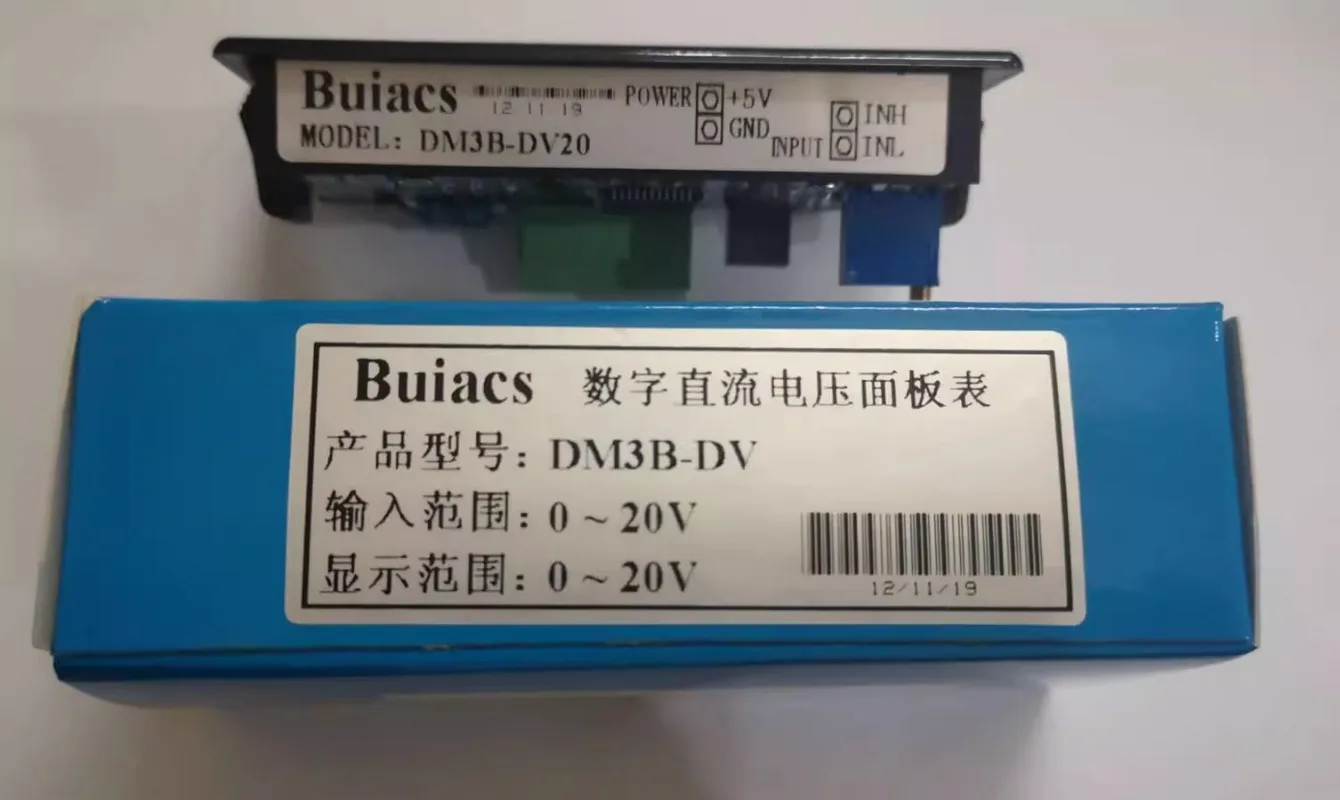 Buiacs
12 11 19
MODEL: DM3B-DV20
POWER +5V
GND
INPUT
INH
INL
Buiacs 数字直流电压面板表
产品型号: DM3B-DV
输入范围: 0 ~ 20V
显示范围: 0 ~ 20V
12/11/19